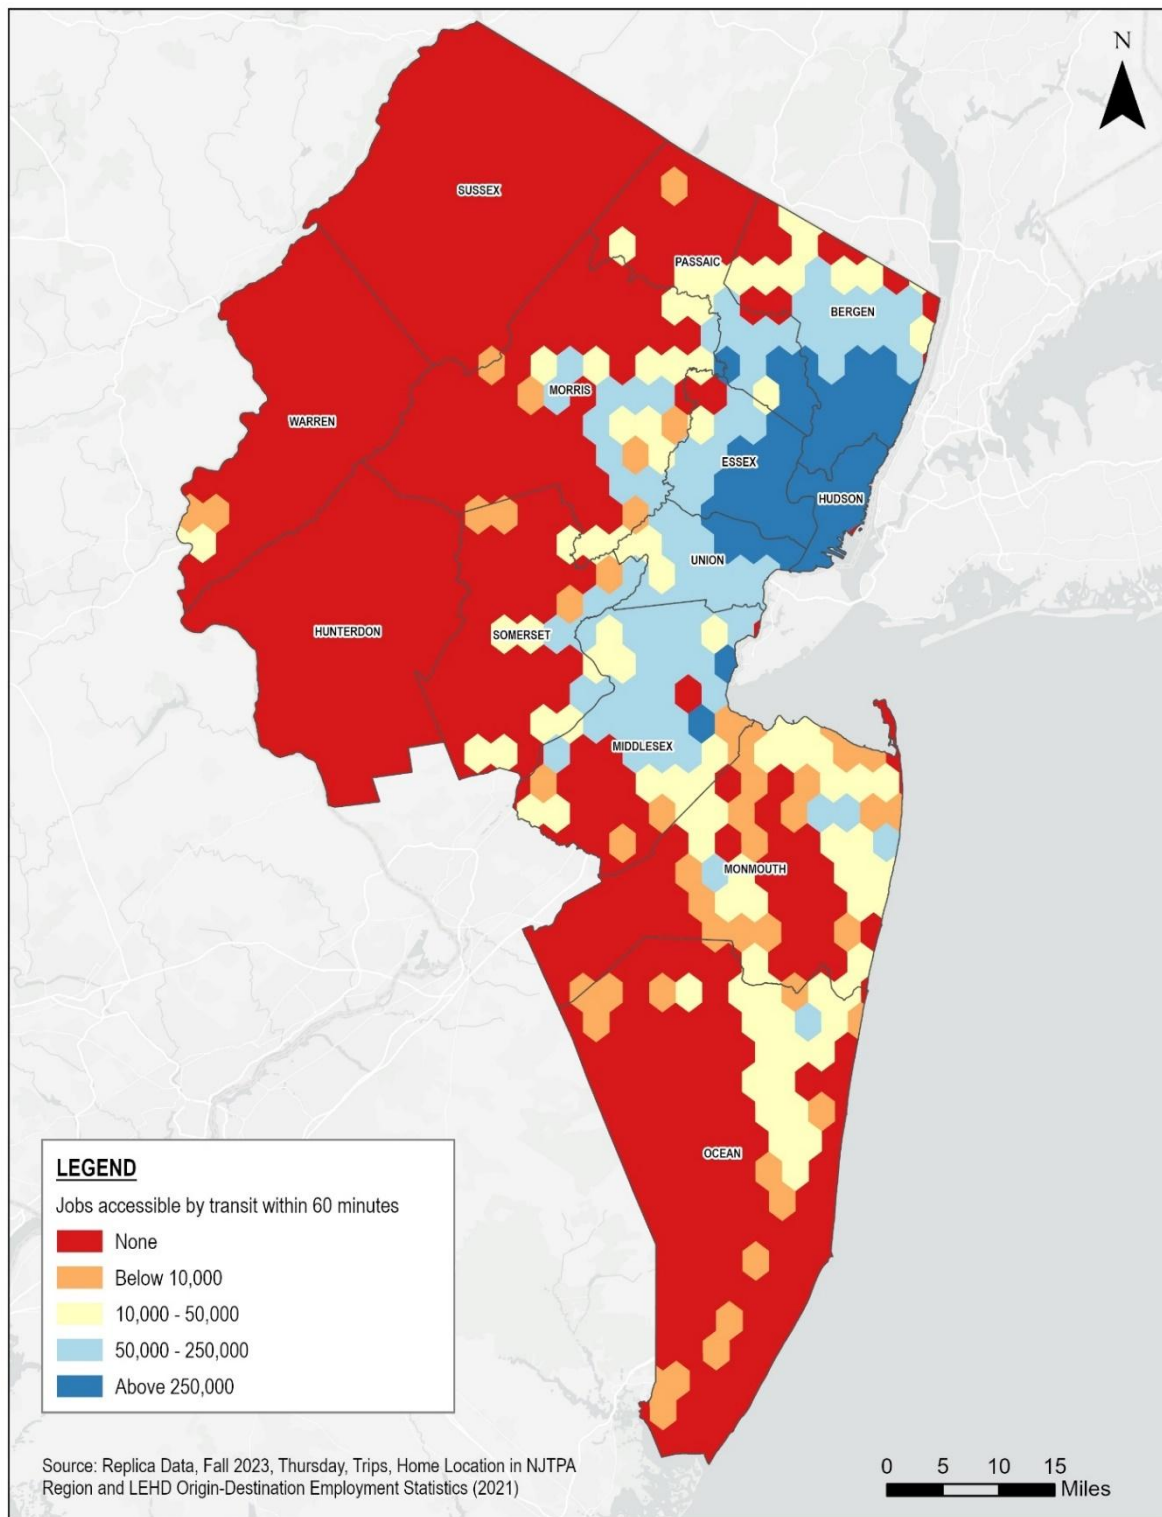 N
SUSSEX
PASSAIC
BERGEN
MORRIS
WARREN
ESSEX
HUDSON
UNION
HUNTERDON
SOMERSET
MIDDLESEX
MONMOUTH
OCEAN
LEGEND
Jobs accessible by transit within 60 minutes
None
Below 10,000
10,000 - 50,000
50,000 - 250,000
Above 250,000
Source: Replica Data, Fall 2023, Thursday, Trips, Home Location in NJTPA
Region and LEHD Origin-Destination Employment Statistics (2021)
0 5 10 15
Miles